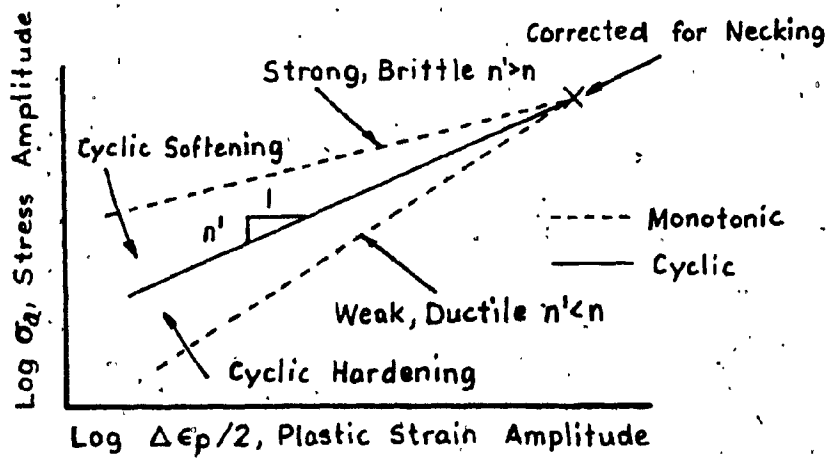 Corrected for Necking
Strong, Brittle n'>n
Cyclic Softening
1
n'
Monotonic
Cyclic
Weak, Ductile n'<n
Cyclic Hardening
Log σa, Stress Amplitude
Log Δϵp/2, Plastic Strain Amplitude